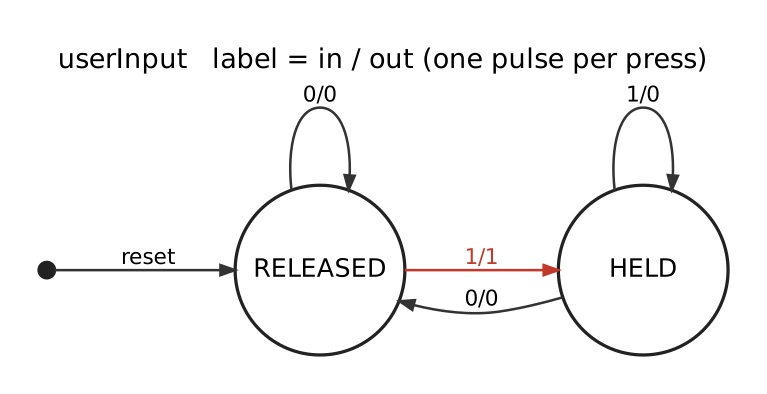 userInput   label = in / out (one pulse per press)
0/0
1/0
reset
RELEASED
1/1
HELD
0/0